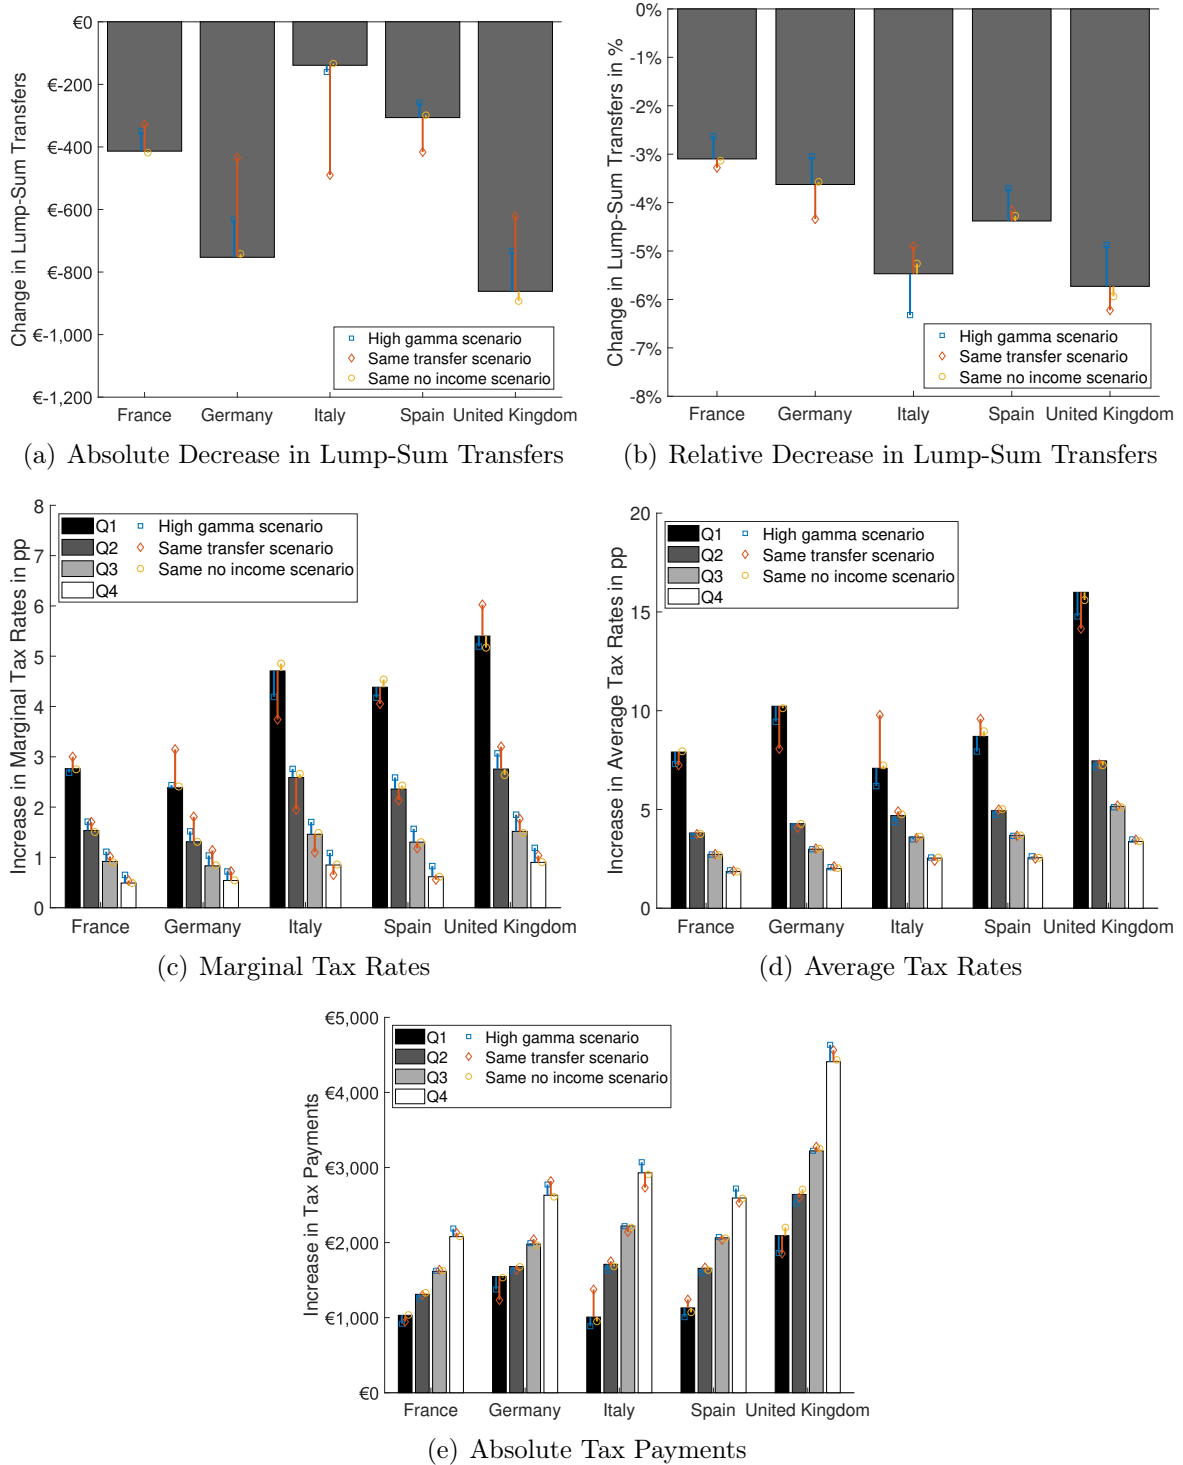 Change in Lump-Sum Transfers
€0
€-200
€-400
€-600
€-800
€-1,000
€-1,200
High gamma scenario
Same transfer scenario
Same no income scenario
France Germany Italy Spain United Kingdom
(a) Absolute Decrease in Lump-Sum Transfers
Change in Lump-Sum Transfers in %
0%
-1%
-2%
-3%
-4%
-5%
-6%
-7%
-8%
High gamma scenario
Same transfer scenario
Same no income scenario
France Germany Italy Spain United Kingdom
(b) Relative Decrease in Lump-Sum Transfers
Increase in Marginal Tax Rates in pp
8
7
6
5
4
3
2
1
0
Q1 High gamma scenario
Q2 Same transfer scenario
Q3 Same no income scenario
Q4
France Germany Italy Spain United Kingdom
(c) Marginal Tax Rates
Increase in Average Tax Rates in pp
20
15
10
5
0
Q1 High gamma scenario
Q2 Same transfer scenario
Q3 Same no income scenario
Q4
France Germany Italy Spain United Kingdom
(d) Average Tax Rates
Increase in Tax Payments
€5,000
€4,000
€3,000
€2,000
€1,000
€0
Q1 High gamma scenario
Q2 Same transfer scenario
Q3 Same no income scenario
Q4
France Germany Italy Spain United Kingdom
(e) Absolute Tax Payments